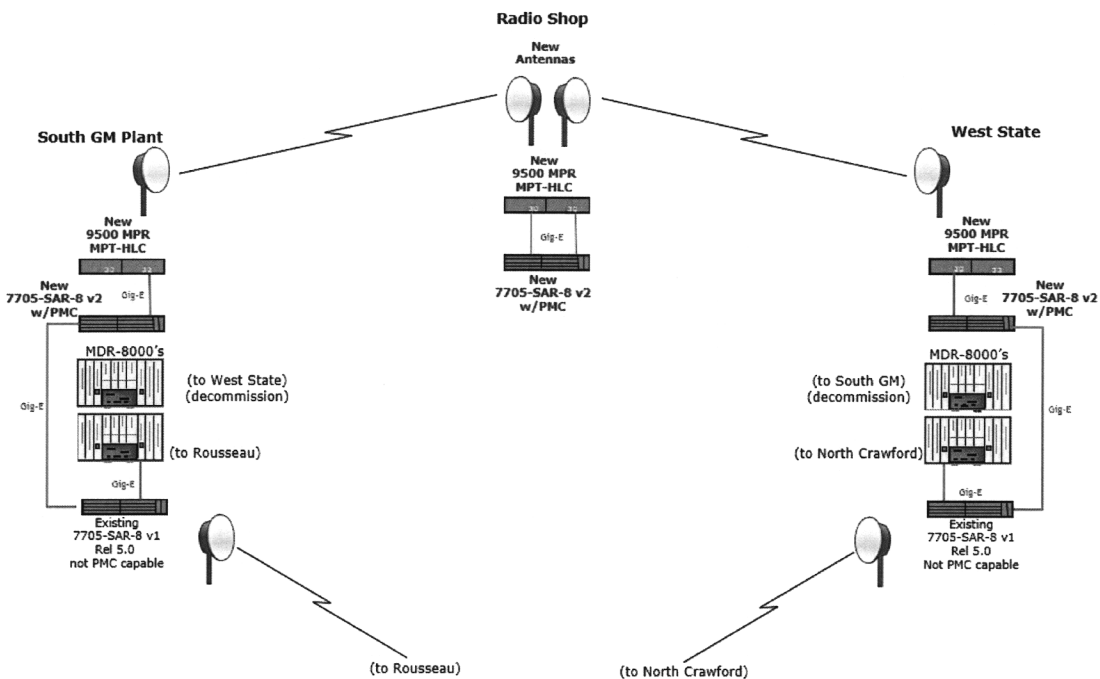 Radio Shop
New
Antennas
South GM Plant
West State
New
9500 MPR
MPT-HLC
Gig-E
New
7705-SAR-8 v2
w/PMC
New
9500 MPR
MPT-HLC
New
7705-SAR-8 v2
w/PMC
Gig-E
MDR-8000's
(to West State)
(decommission)
Gig-E
(to Rousseau)
Gig-E
Existing
7705-SAR-8 v1
Rel 5.0
not PMC capable
(to Rousseau)
New
9500 MPR
MPT-HLC
New
7705-SAR-8 v2
w/PMC
Gig-E
MDR-8000's
(to South GM)
(decommission)
Gig-E
(to North Crawford)
Gig-E
Existing
7705-SAR-8 v1
Rel 5.0
Not PMC capable
(to North Crawford)